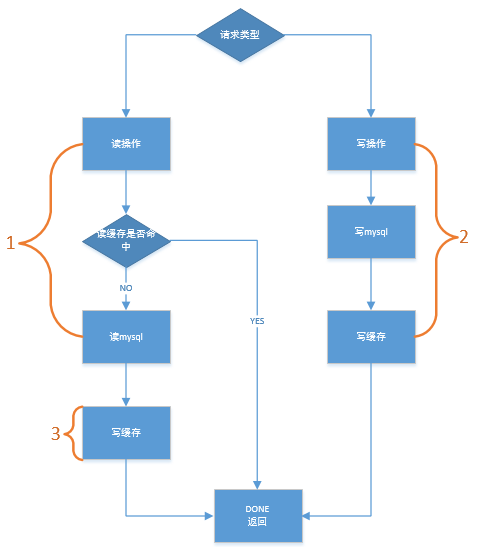 请求类型
读操作
写操作
写mysql
读缓存是否命
中
1
2
NO
YES
读mysql
写缓存
3
写缓存
DONE
返回